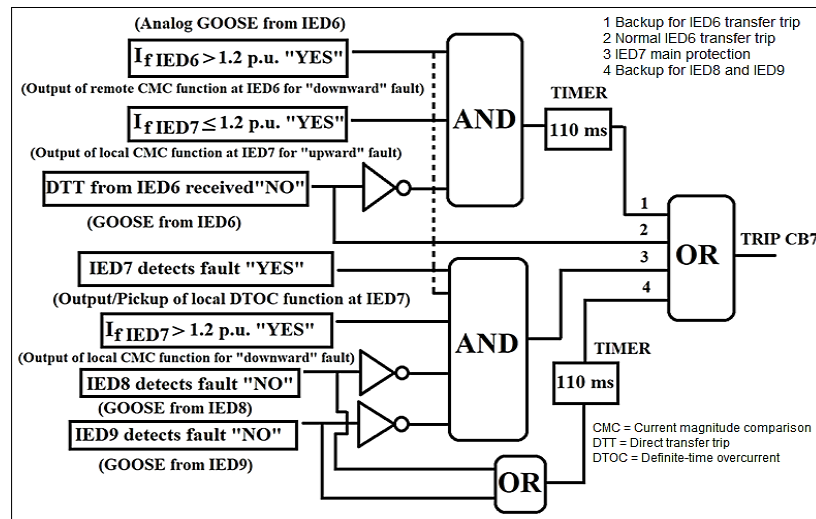 (Analog GOOSE from IED6)
If IED6 > 1.2 p.u. "YES"
(Output of remote CMC function at IED6 for "downward" fault)
If IED7 ≤ 1.2 p.u. "YES"
(Output of local CMC function at IED7 for "upward" fault)
DTT from IED6 received "NO"
(GOOSE from IED6)
AND
TIMER
110 ms
1 Backup for IED6 transfer trip
2 Normal IED6 transfer trip
3 IED7 main protection
4 Backup for IED8 and IED9
1
2
3
4
OR
TRIP CB7
IED7 detects fault "YES"
(Output/Pickup of local DTOC function at IED7)
If IED7 > 1.2 p.u. "YES"
(Output of local CMC function for "downward" fault)
IED8 detects fault "NO"
(GOOSE from IED8)
IED9 detects fault "NO"
(GOOSE from IED9)
AND
TIMER
110 ms
OR
CMC = Current magnitude comparison
DTT = Direct transfer trip
DTOC = Definite-time overcurrent